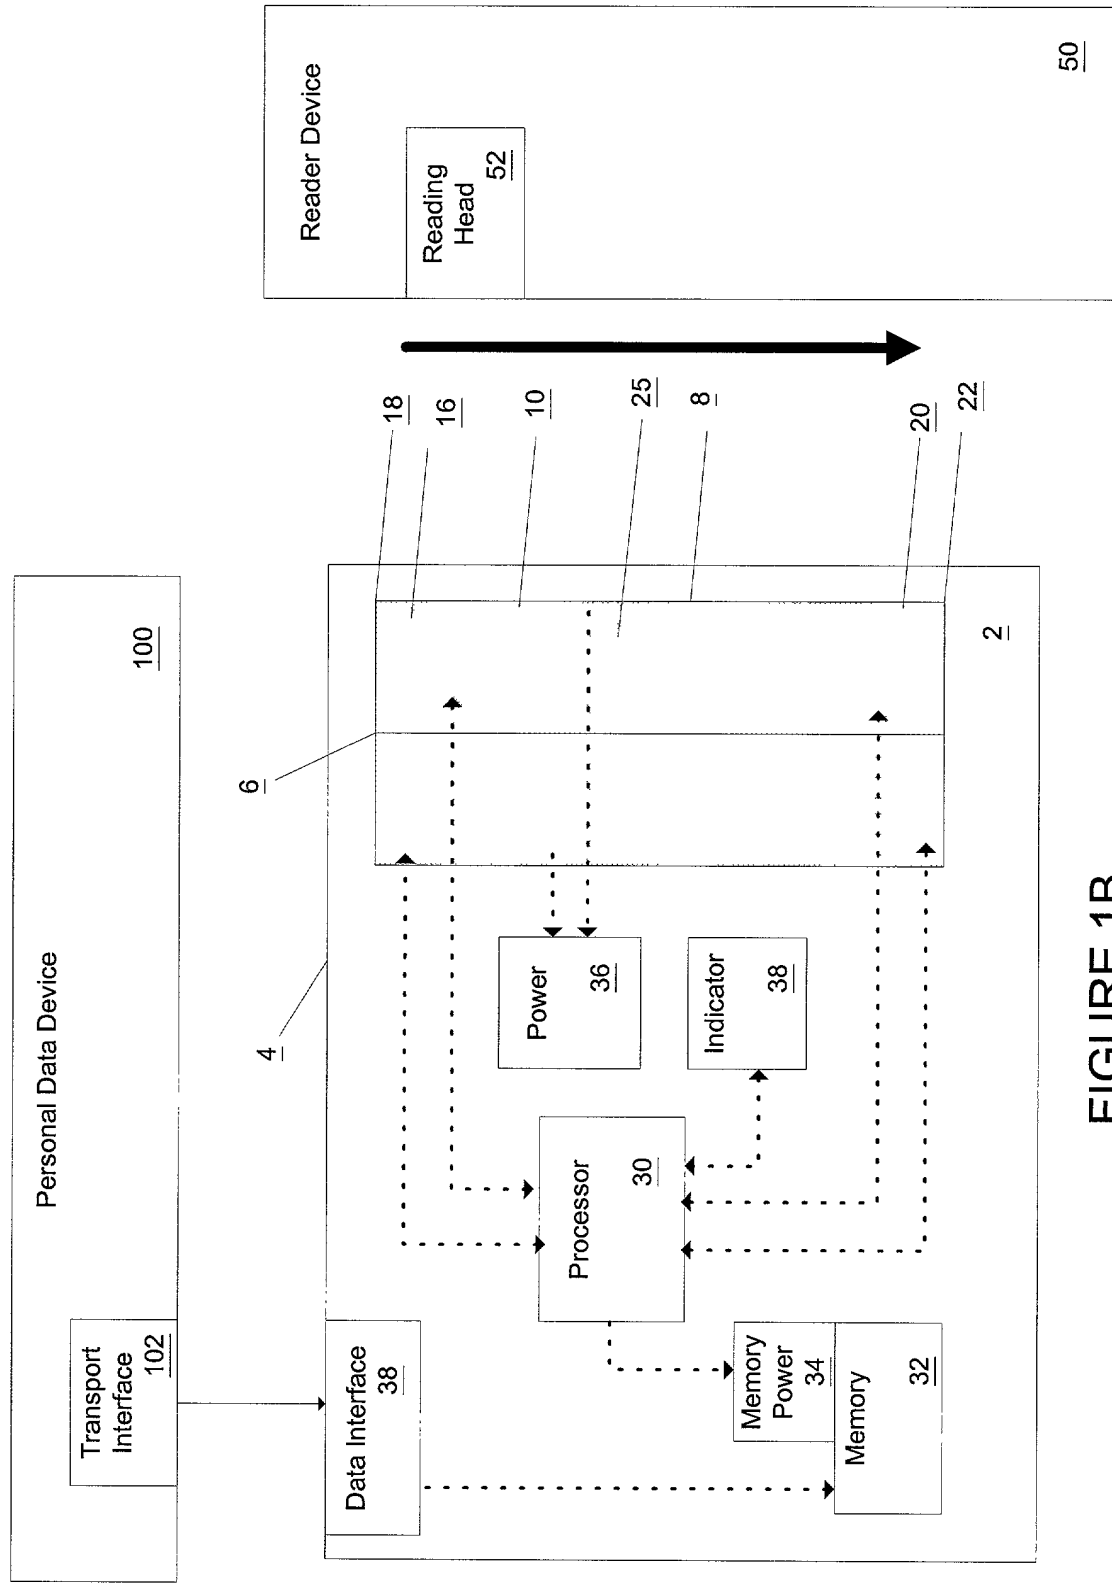 Personal Data Device
100
Transport
Interface
102
4
6
Data Interface
38
Reader Device
Reading
Head
52
18
16
10
25
8
20
22
Power
36
Processor
30
Indicator
38
Memory
Power
34
Memory
32
2
50
FIGURE 1B